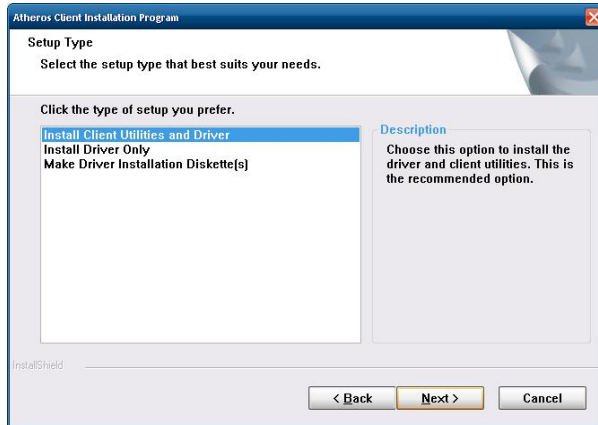 Atheros Client Installation Program
Setup Type
Select the setup type that best suits your needs.
Click the type of setup you prefer.
Install Client Utilities and Driver
Install Driver Only
Make Driver Installation Diskette(s)
Description
Choose this option to install the
driver and client utilities. This is
the recommended option.
InstallShield
< Back
Next >
Cancel